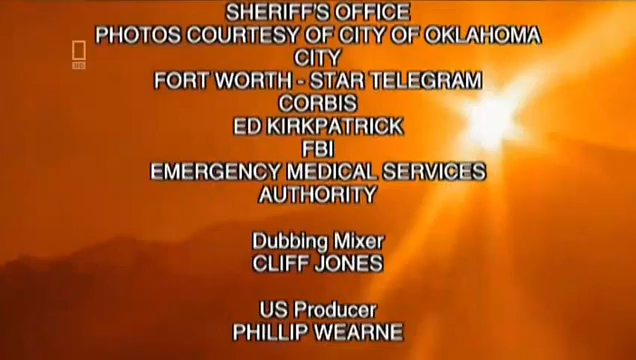 SHERIFF'S OFFICE
PHOTOS COURTESY OF CITY OF OKLAHOMA
CITY
FORT WORTH - STAR TELEGRAM
CORBIS
ED KIRKPATRICK
FBI
EMERGENCY MEDICAL SERVICES
AUTHORITY
Dubbing Mixer
CLIFF JONES
US Producer
PHILLIP WEARNE
HD